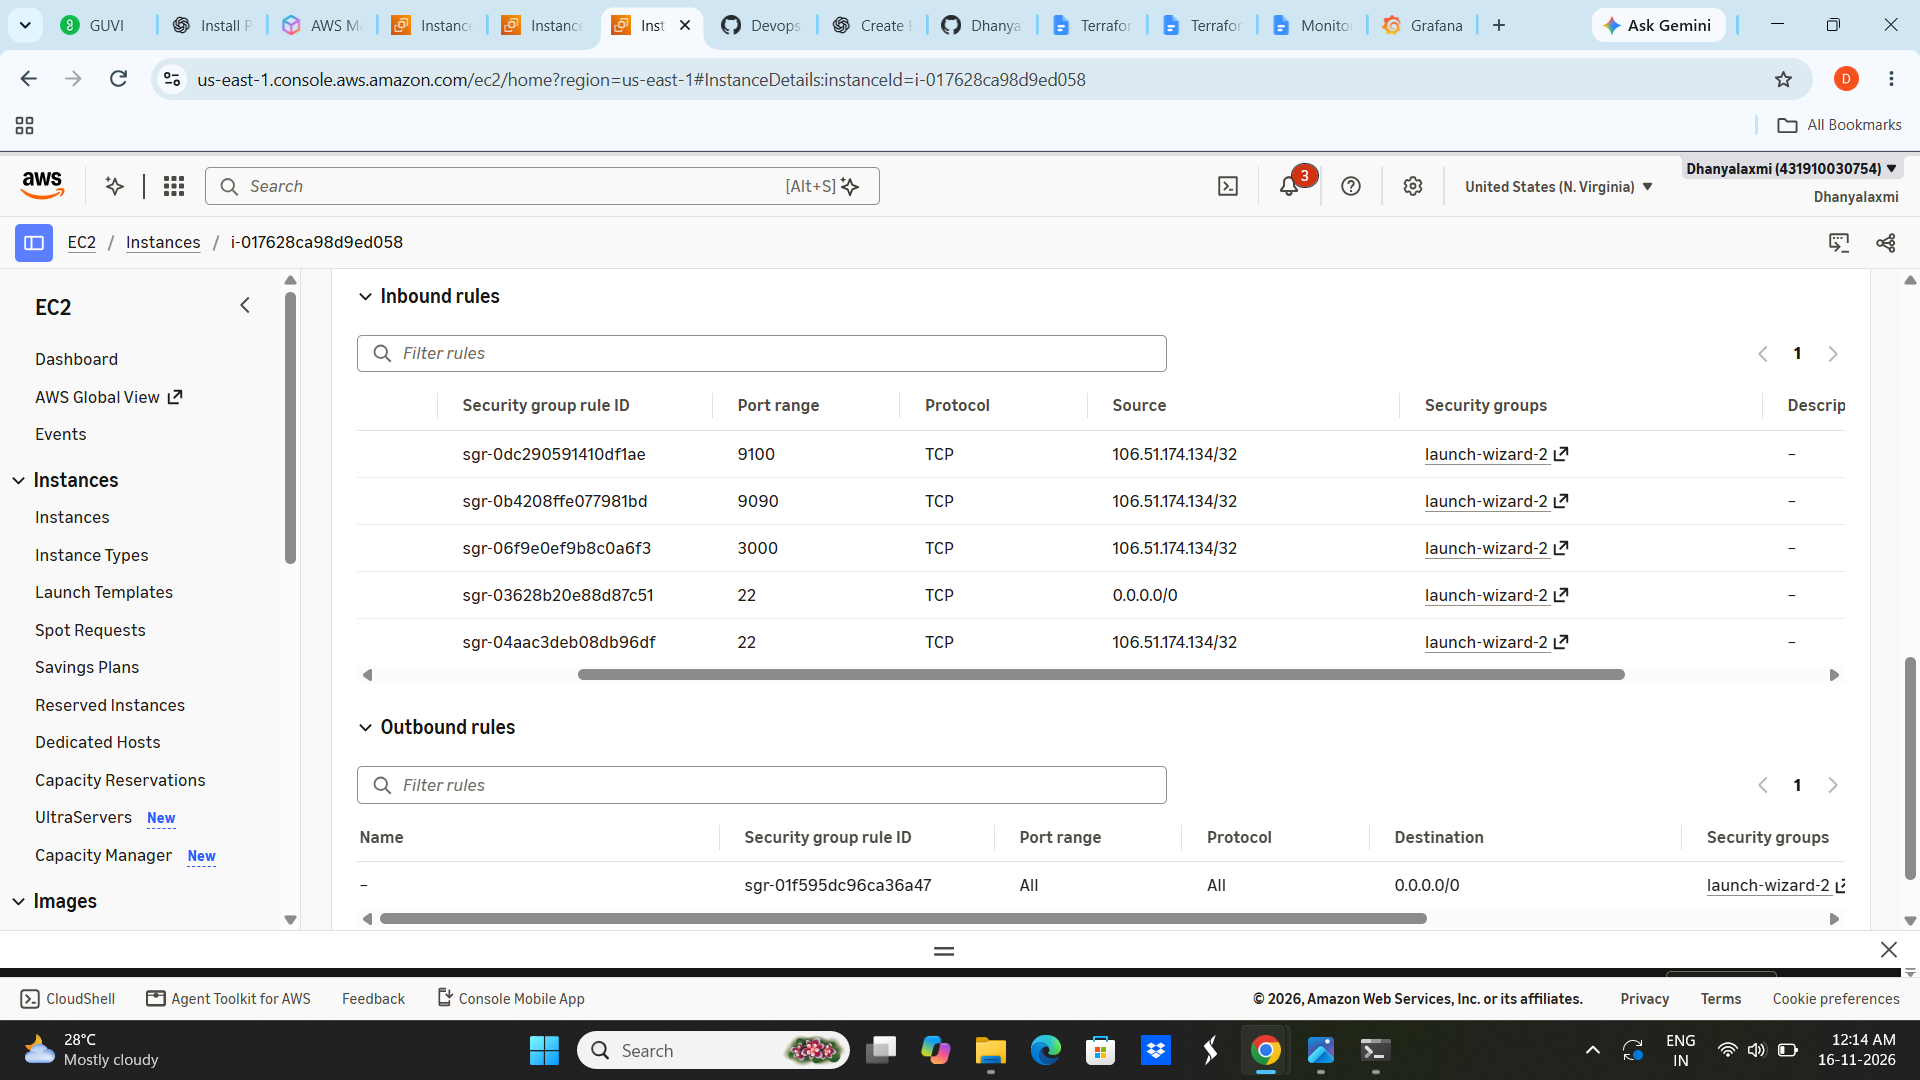 GUVI
Install P
AWS Ma
Instance
Instance
Inst
Devops
Create E
Dhanya
Terrafor
Terrafor
Monitor
Grafana
Ask Gemini
us-east-1.console.aws.amazon.com/ec2/home?region=us-east-1#InstanceDetails:instanceId=i-017628ca98d9ed058
D
All Bookmarks
aws
Search
[Alt+S]
3
United States (N. Virginia)
Dhanyalaxmi (431910030754)
Dhanyalaxmi
EC2 / Instances / i-017628ca98d9ed058
EC2
Dashboard
AWS Global View
Events
Instances
Instances
Instance Types
Launch Templates
Spot Requests
Savings Plans
Reserved Instances
Dedicated Hosts
Capacity Reservations
UltraServers New
Capacity Manager New
Images
Inbound rules
Filter rules
1
Security group rule ID Port range Protocol Source Security groups Descrip
sgr-0dc290591410df1ae 9100 TCP 106.51.174.134/32 launch-wizard-2 –
sgr-0b4208ffe077981bd 9090 TCP 106.51.174.134/32 launch-wizard-2 –
sgr-06f9e0ef9b8c0a6f3 3000 TCP 106.51.174.134/32 launch-wizard-2 –
sgr-03628b20e88d87c51 22 TCP 0.0.0.0/0 launch-wizard-2 –
sgr-04aac3deb08db96df 22 TCP 106.51.174.134/32 launch-wizard-2 –
Outbound rules
Filter rules
1
Name Security group rule ID Port range Protocol Destination Security groups
– sgr-01f595dc96ca36a47 All All 0.0.0.0/0 launch-wizard-2
CloudShell Agent Toolkit for AWS Feedback Console Mobile App
© 2026, Amazon Web Services, Inc. or its affiliates. Privacy Terms Cookie preferences
28°C
Mostly cloudy
Search
ENG
IN
12:14 AM
16-11-2026